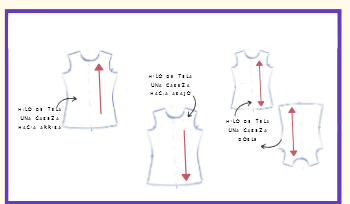 HILO DE TELA
UNA CABEZA
HACIA ARRIBA
HILO DE TELA
UNA CABEZA
HACIA ABAJO
HILO DE TELA
UNA CABEZA
DOBLE